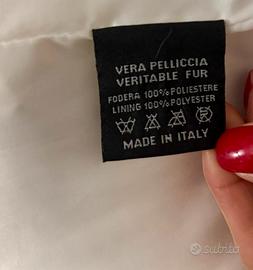 VERA PELLICCIA
VERITABLE FUR
FODERA 100% POLIESTERE
LINING 100% POLYESTER
MADE IN ITALY
subito